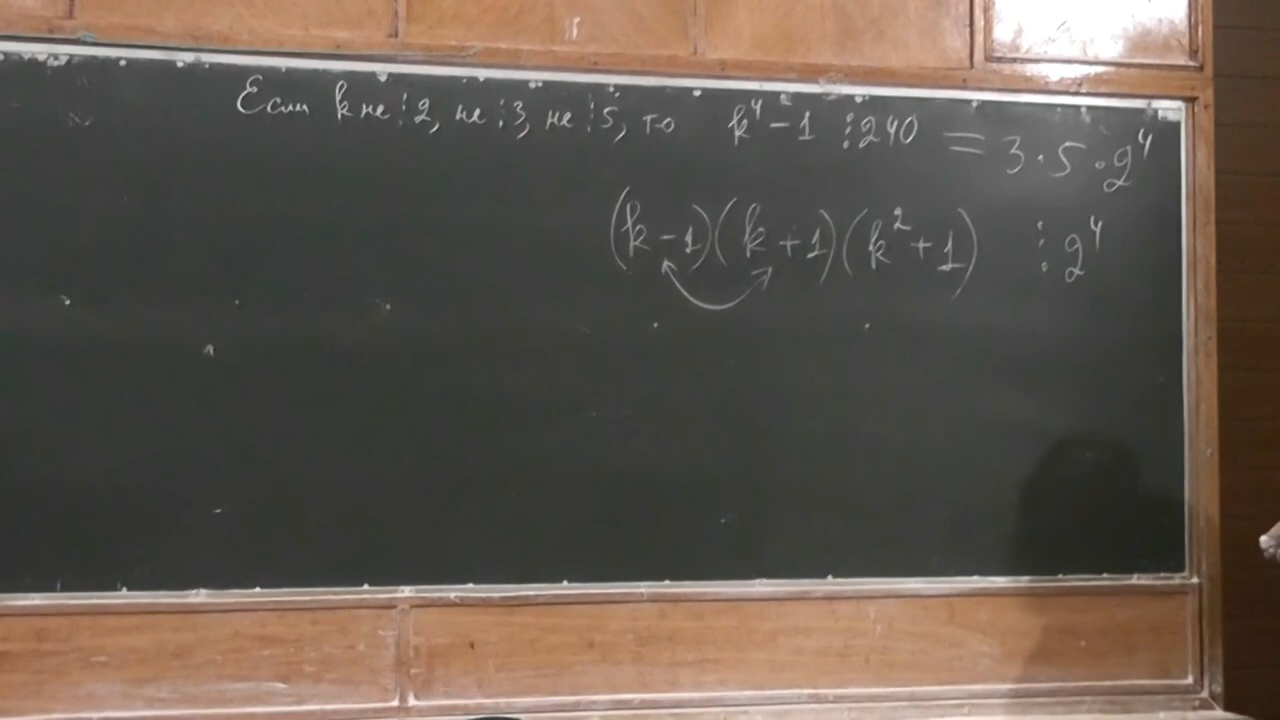 Если k не ⋮ 2, не ⋮ 3, не ⋮ 5, то k⁴ - 1 ⋮ 240 = 3 · 5 · 2⁴
(k - 1)(k + 1)(k² + 1) ⋮ 2⁴